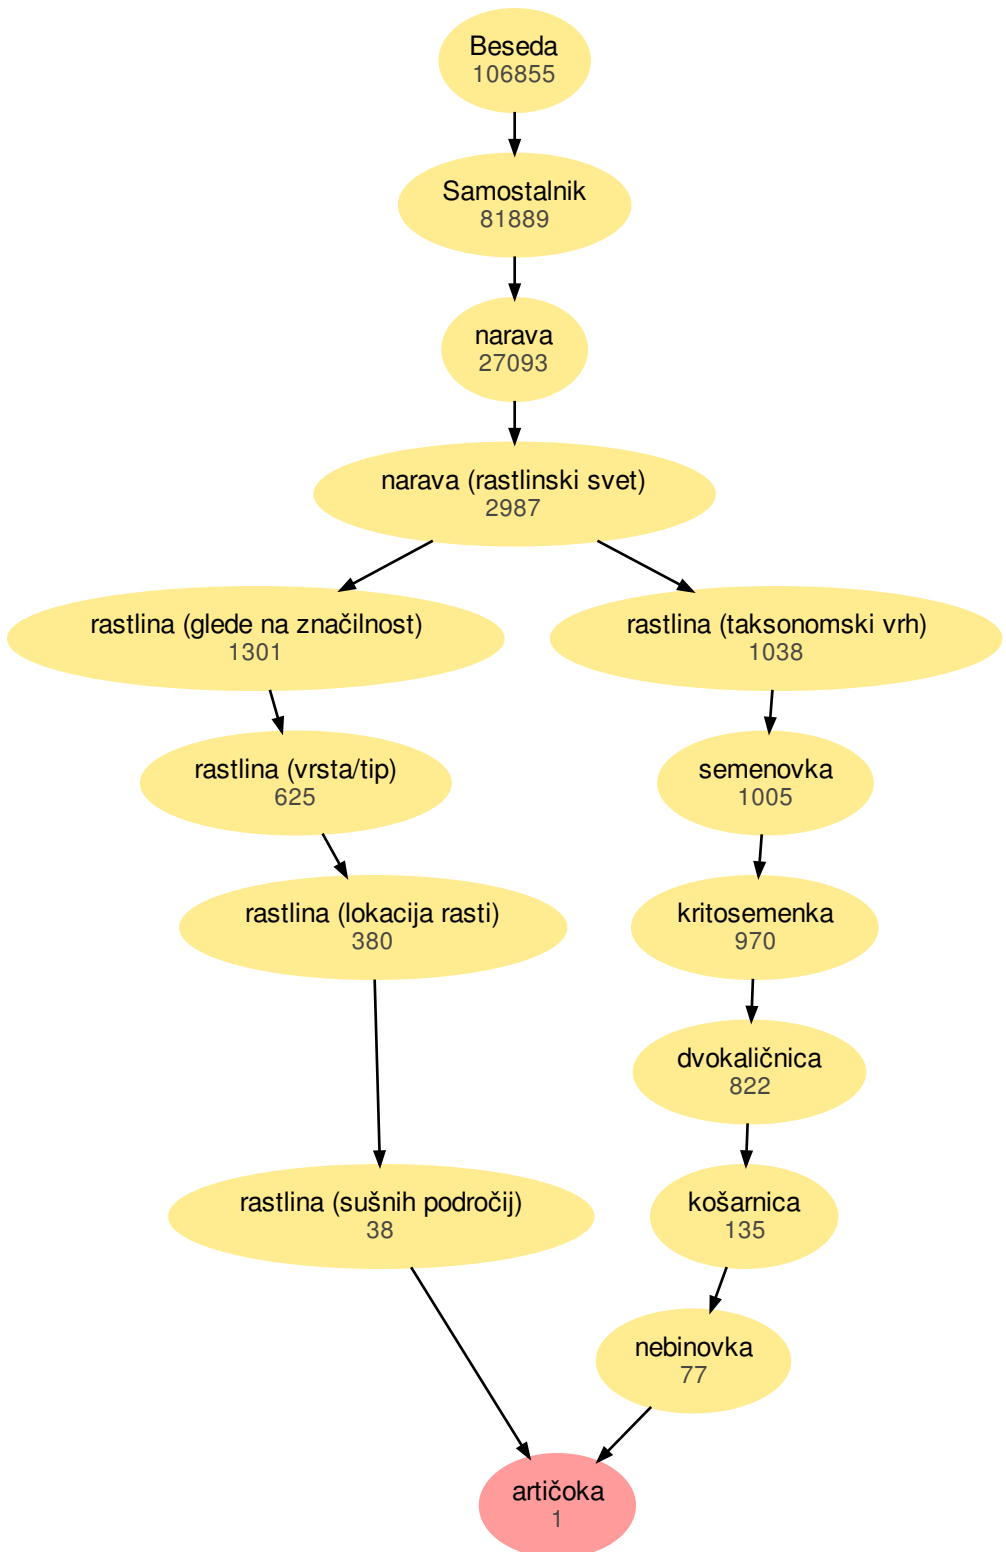 Beseda
106855
Samostalnik
81889
narava
27093
narava (rastlinski svet)
2987
rastlina (glede na značilnost)
1301
rastlina (taksonomski vrh)
1038
rastlina (vrsta/tip)
625
semenovka
1005
rastlina (lokacija rasti)
380
kritosemenka
970
dvokaličnica
822
rastlina (sušnih področij)
38
košarnica
135
nebinovka
77
artičoka
1